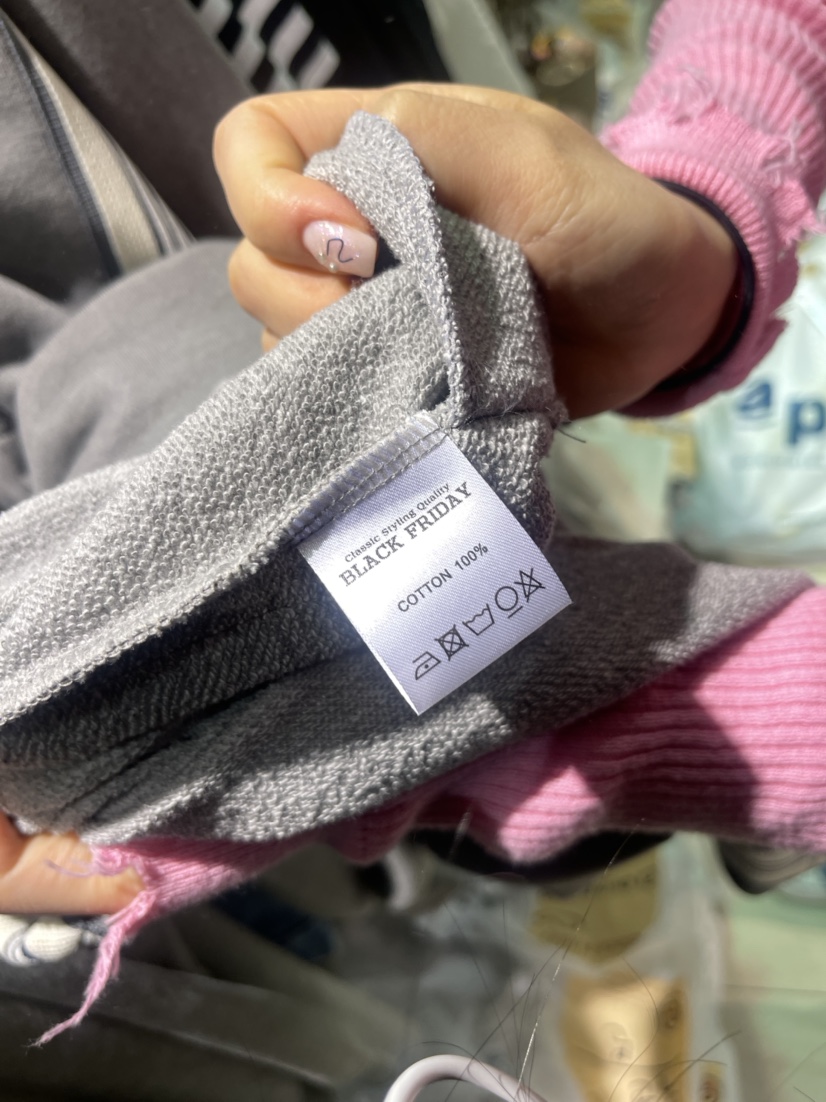 Classic Styling Quality
BLACK FRIDAY
COTTON 100%